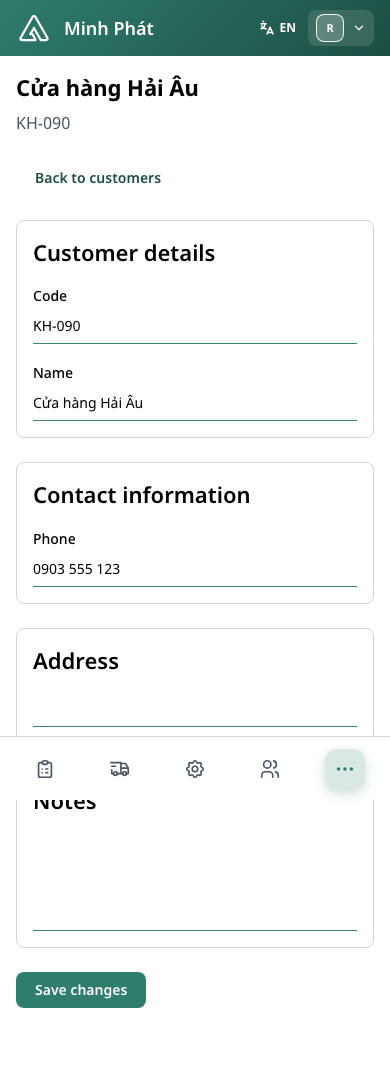 Minh Phát
EN
R
Cửa hàng Hải Âu
KH-090
Back to customers
Customer details
Code
KH-090
Name
Cửa hàng Hải Âu
Contact information
Phone
0903 555 123
Address
Notes
Save changes